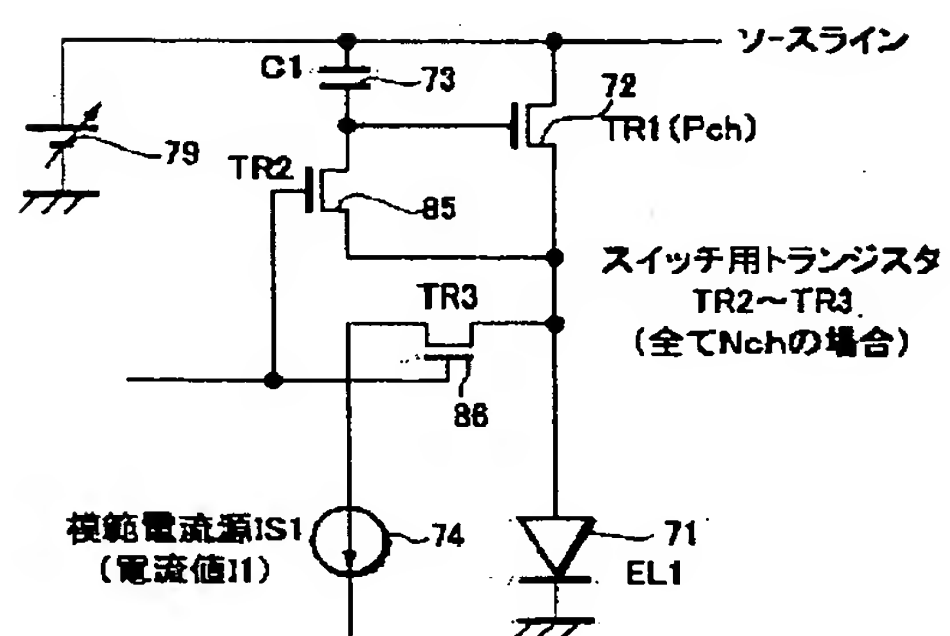 ソースライン
C1
73
72
TR1(Pch)
79
TR2
85
スイッチ用トランジスタ
TR2〜TR3
(全てNchの場合)
TR3
86
模範電流源IS1
(電流値I1)
74
71
EL1